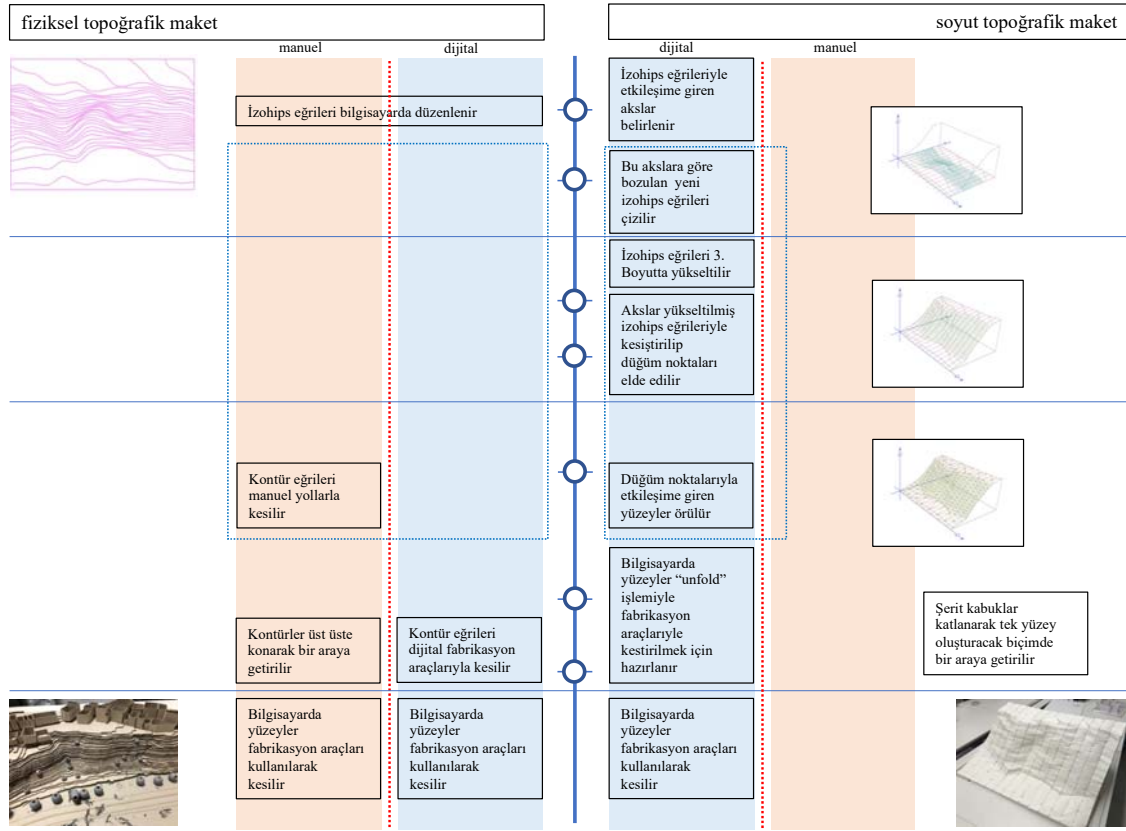 fiziksel topoğrafik maket
soyut topoğrafik maket
manuel
dijital
dijital
manuel
İzohips eğrileri bilgisayarda düzenlenir
İzohips eğrileriyle
etkileşime giren
akslar
belirlenir
Bu akslara göre
bozulan yeni
izohips eğrileri
çizilir
İzohips eğrileri 3.
Boyutta yükseltilir
Akslar yükseltilmiş
izohips eğrileriyle
kesiştirilip
düğüm noktaları
elde edilir
Kontür eğrileri
manuel yollarla
kesilir
Düğüm noktalarıyla
etkileşime giren
yüzeyler örülür
Kontürler üst üste
konarak bir araya
getirilir
Kontür eğrileri
dijital fabrikasyon
araçlarıyla kesilir
Bilgisayarda
yüzeyler “unfold”
işlemiyle
fabrikasyon
araçlarıyle
kestirilmek için
hazırlanır
Şerit kabuklar
katlanarak tek yüzey
oluşturacak biçimde
bir araya getirilir
Bilgisayarda
yüzeyler
fabrikasyon araçları
kullanılarak
kesilir
Bilgisayarda
yüzeyler
fabrikasyon araçları
kullanılarak
kesilir
Bilgisayarda
yüzeyler
fabrikasyon araçları
kullanılarak
kesilir